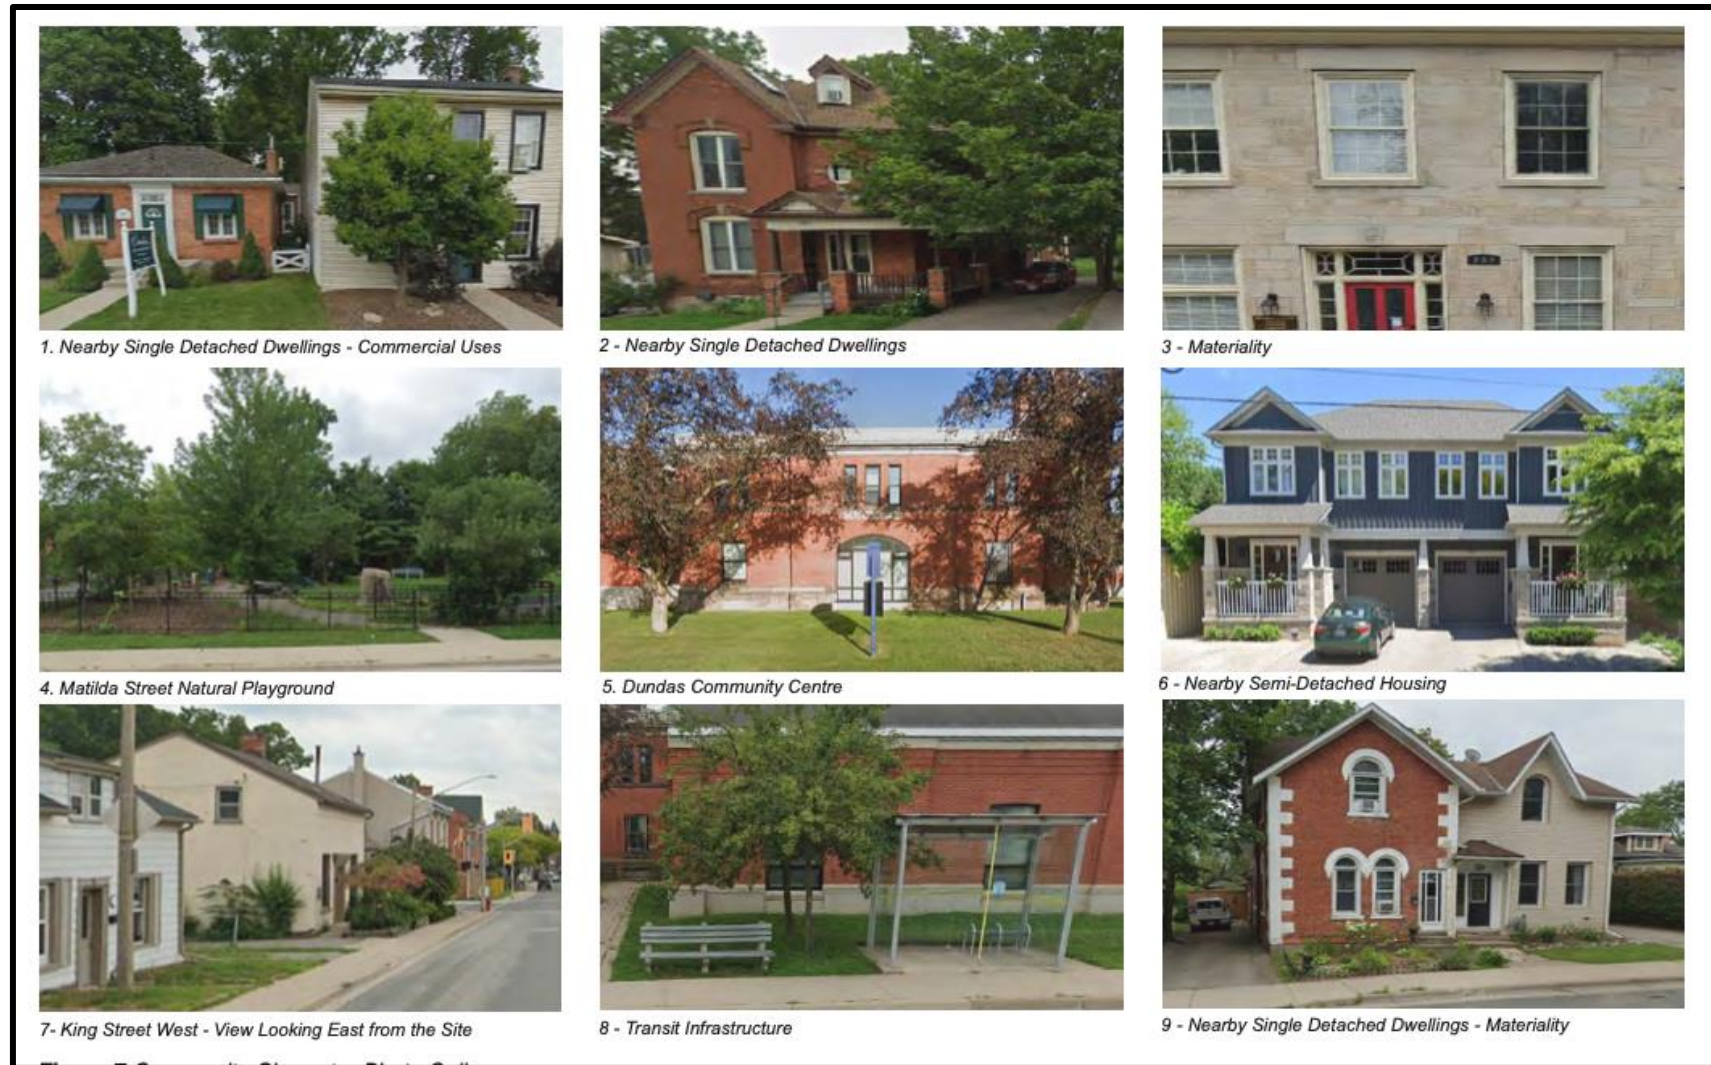 1. Nearby Single Detached Dwellings - Commercial Uses
2 - Nearby Single Detached Dwellings
3 - Materiality
4. Matilda Street Natural Playground
5. Dundas Community Centre
6 - Nearby Semi-Detached Housing
7- King Street West - View Looking East from the Site
8 - Transit Infrastructure
9 - Nearby Single Detached Dwellings - Materiality